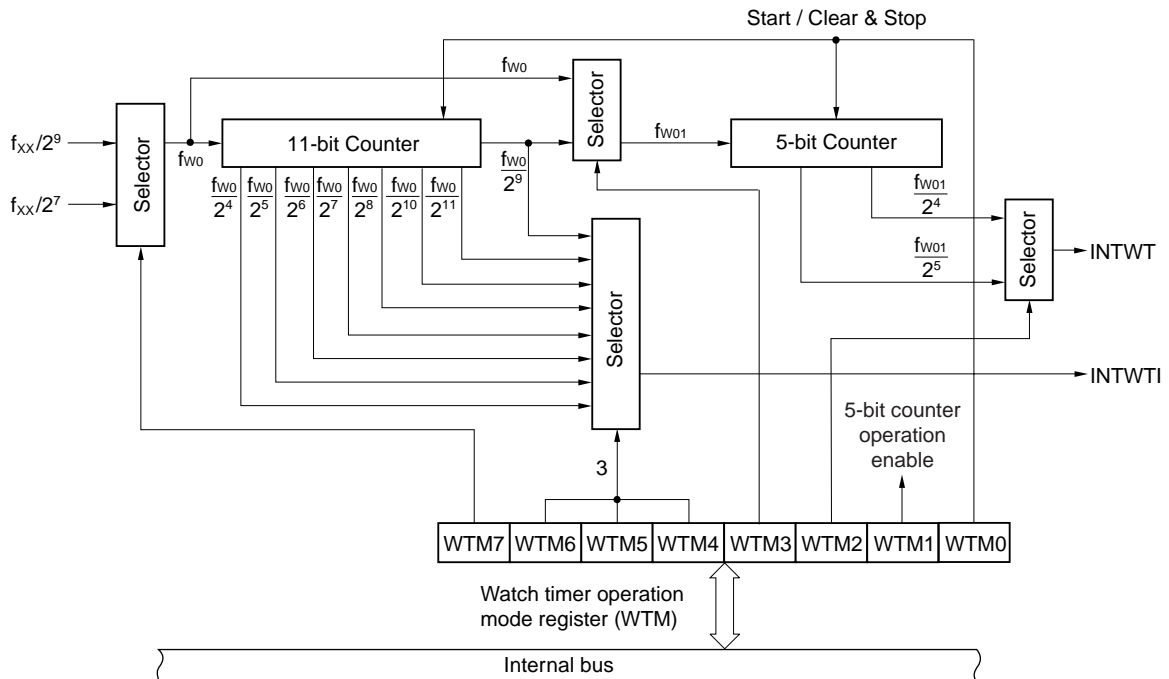 Start / Clear & Stop
fW0
fXX/2⁹
fXX/2⁷
Selector
fW0
11-bit Counter
fW0/2⁴
fW0/2⁵
fW0/2⁶
fW0/2⁷
fW0/2⁸
fW0/2¹⁰
fW0/2¹¹
fW0/2⁹
Selector
fW01
5-bit Counter
fW01/2⁴
fW01/2⁵
Selector
INTWT
Selector
INTWTI
5-bit counter
operation
enable
3
WTM7 WTM6 WTM5 WTM4 WTM3 WTM2 WTM1 WTM0
Watch timer operation
mode register (WTM)
Internal bus